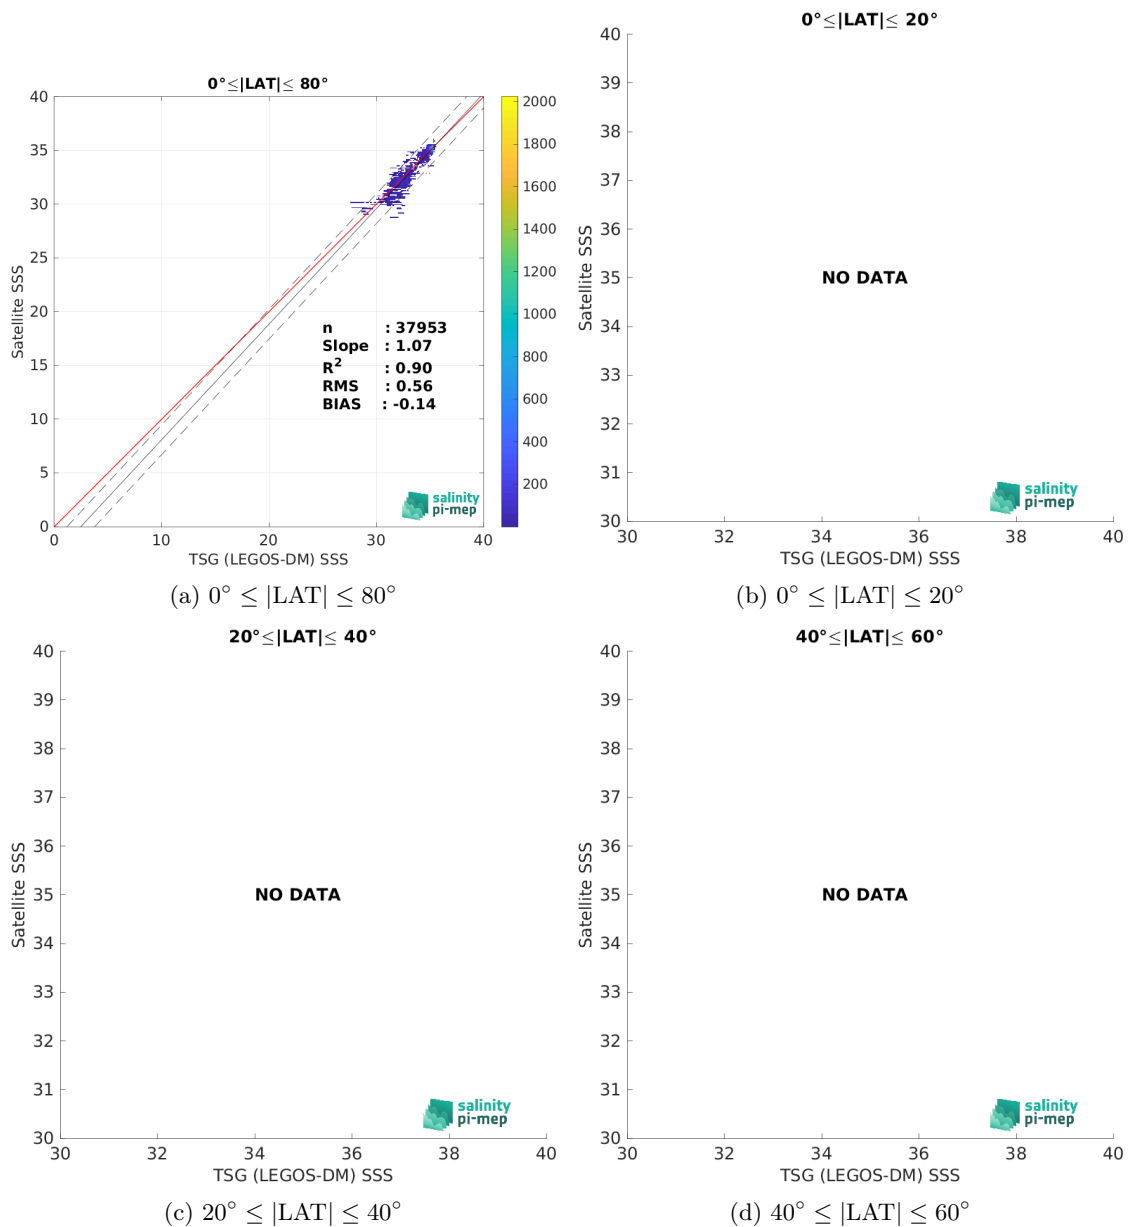 0°≤|LAT|≤ 80°
40
35
30
25
20
15
10
5
0
Satellite SSS
0
10
20
30
40
TSG (LEGOS-DM) SSS
2000
1800
1600
1400
1200
1000
800
600
400
200
n : 37953
Slope : 1.07
R² : 0.90
RMS : 0.56
BIAS : -0.14
salinity
pi-mep
(a) 0° ≤ |LAT| ≤ 80°
0°≤|LAT|≤ 20°
40
39
38
37
36
35
34
33
32
31
30
Satellite SSS
NO DATA
salinity
pi-mep
30
32
34
36
38
40
TSG (LEGOS-DM) SSS
(b) 0° ≤ |LAT| ≤ 20°
20°≤|LAT|≤ 40°
40
39
38
37
36
35
34
33
32
31
30
Satellite SSS
NO DATA
salinity
pi-mep
30
32
34
36
38
40
TSG (LEGOS-DM) SSS
(c) 20° ≤ |LAT| ≤ 40°
40°≤|LAT|≤ 60°
40
39
38
37
36
35
34
33
32
31
30
Satellite SSS
NO DATA
salinity
pi-mep
30
32
34
36
38
40
TSG (LEGOS-DM) SSS
(d) 40° ≤ |LAT| ≤ 60°